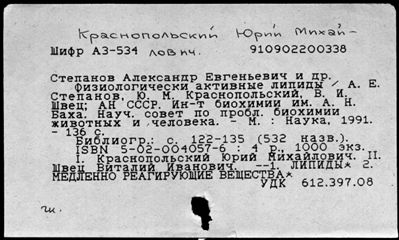 Краснопольский Юрий Михай-
Шифр А3-534 лович. 910902200338
Степанов Александр Евгеньевич и др.
Физиологически активные липиды / А. Е.
Степанов, Ю. М. Краснопольский, В. И.
Швец; АН СССР. Ин-т биохимии им. А. Н.
Баха. Науч. совет по пробл. биохимии
животных и человека. - М. : Наука, 1991.
- 136 с.
Библиогр.: с. 122-135 (532 назв.).
ISBN 5-02-004057-6 : 4 р., 1000 экз.
I. Краснопольский Юрий Михайлович. II.
Швец Виталий Иванович. --1. ЛИПИДЫ* 2.
МЕДЛЕННО РЕАГИРУЮЩИЕ ВЕЩЕСТВА*
УДК 612.397.08